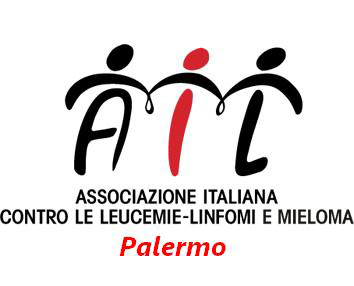 AIL
ASSOCIAZIONE ITALIANA
CONTRO LE LEUCEMIE-LINFOMI E MIELOMA
Palermo